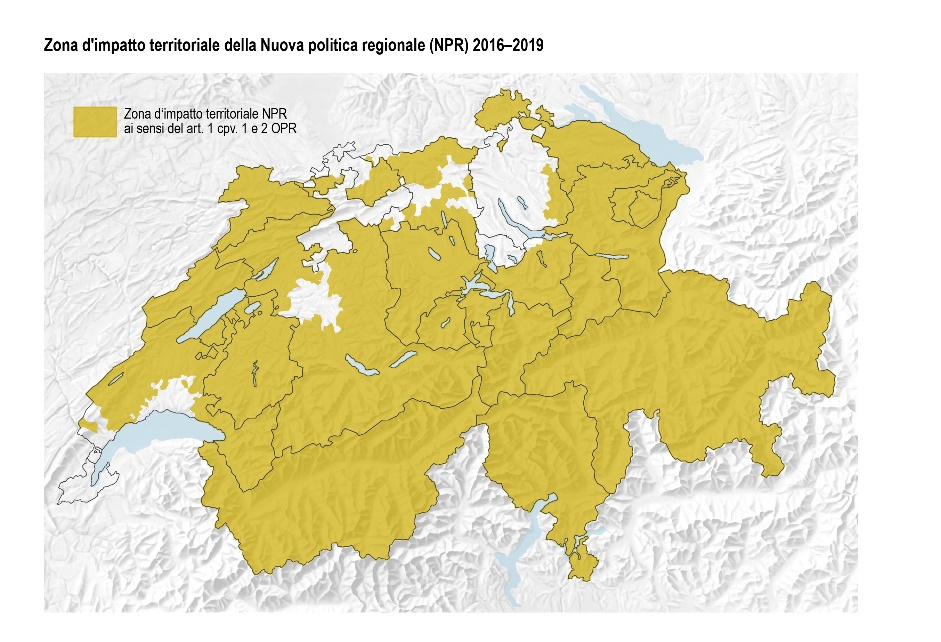 Zona d'impatto territoriale della Nuova politica regionale (NPR) 2016–2019
Zona d'impatto territoriale NPR
ai sensi del art. 1 cpv. 1 e 2 OPR